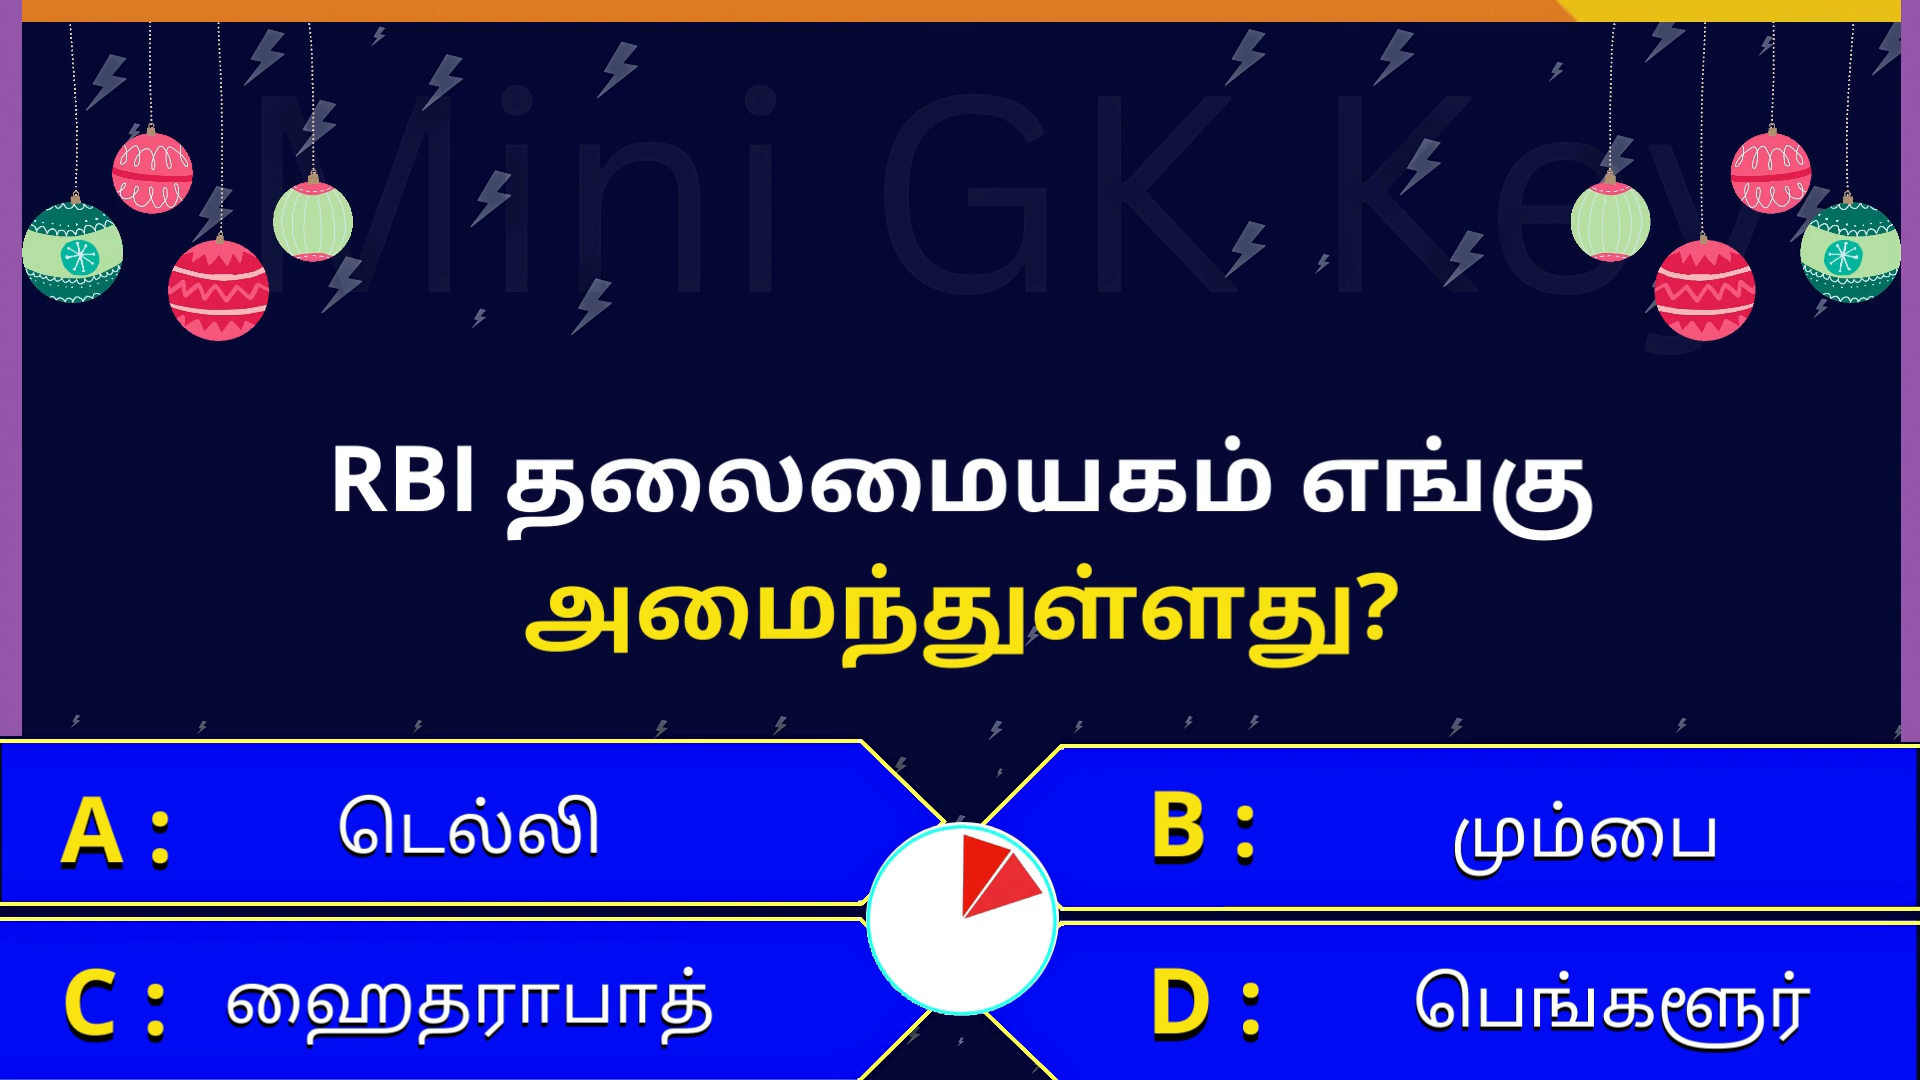 Mini GK Key
RBI தலைமையகம் எங்கு
அமைந்துள்ளது?
A : டெல்லி
B : மும்பை
C : ஹைதராபாத்
D : பெங்களூர்